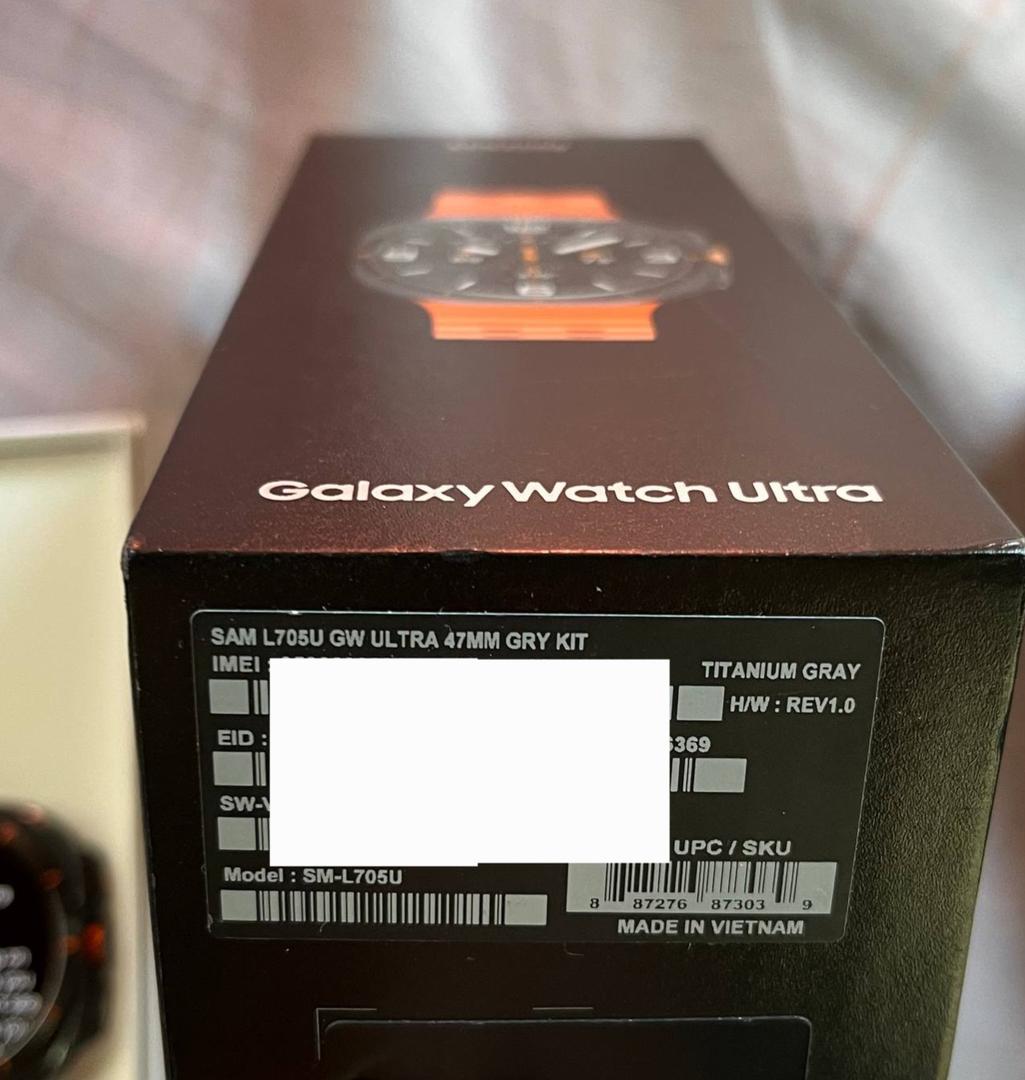 Galaxy Watch Ultra
SAM L705U GW ULTRA 47MM GRY KIT
IMEI
TITANIUM GRAY
H/W : REV1.0
EID :
6369
SW-V
UPC / SKU
Model : SM-L705U
8 87276 87303 9
MADE IN VIETNAM